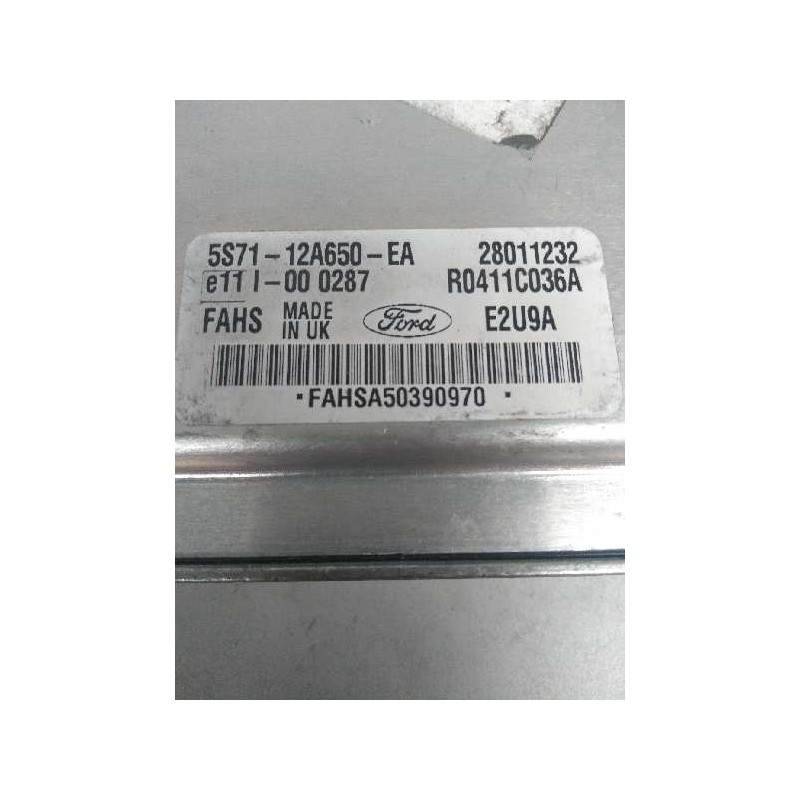 5S71-12A650-EA 28011232
e11 I-00 0287 R0411C036A
FAHS MADE IN UK Ford E2U9A
·FAHSA50390970 ·